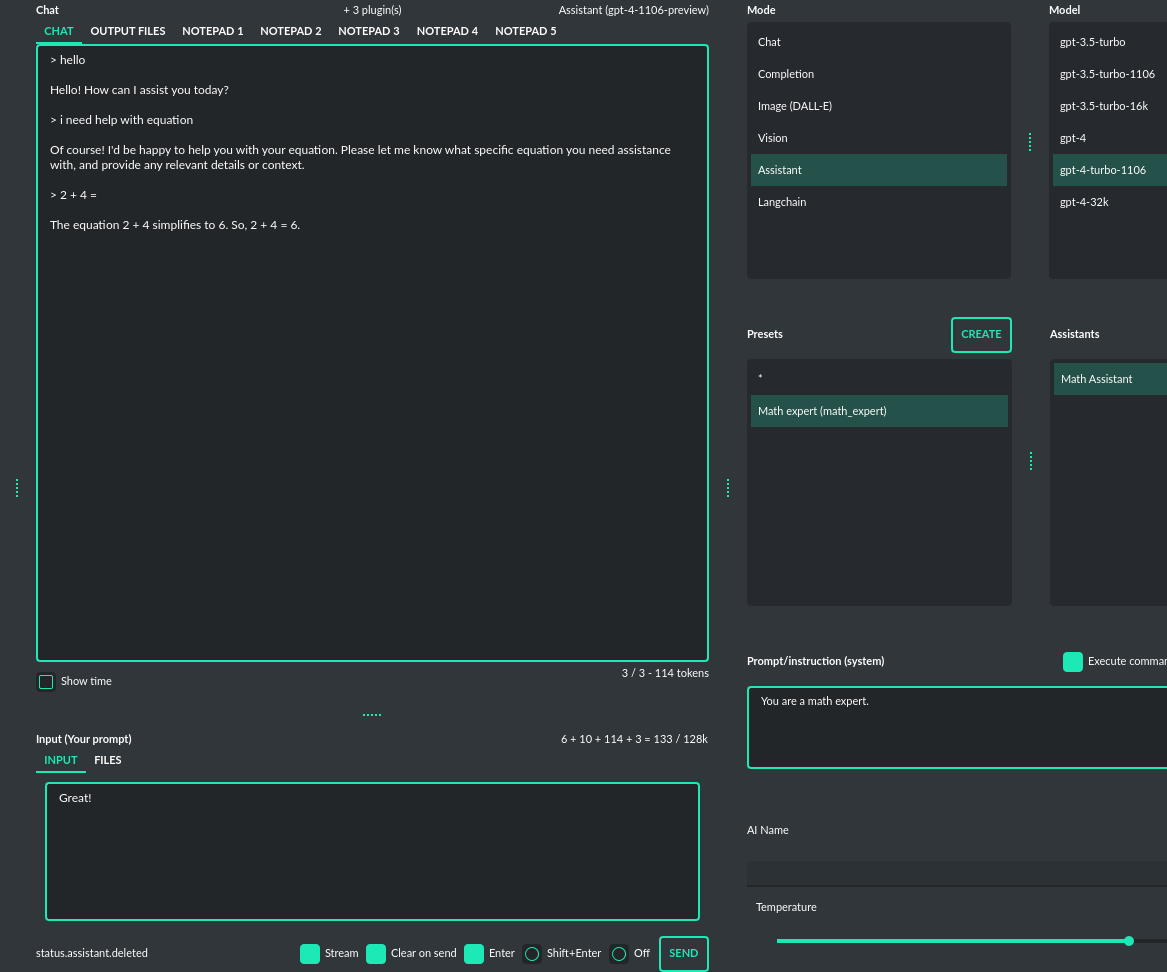 Chat
+ 3 plugin(s)
Assistant (gpt-4-1106-preview)
CHAT
OUTPUT FILES
NOTEPAD 1
NOTEPAD 2
NOTEPAD 3
NOTEPAD 4
NOTEPAD 5
> hello
Hello! How can I assist you today?
> i need help with equation
Of course! I'd be happy to help you with your equation. Please let me know what specific equation you need assistance
with, and provide any relevant details or context.
> 2 + 4 =
The equation 2 + 4 simplifies to 6. So, 2 + 4 = 6.
Show time
3 / 3 - 114 tokens
Input (Your prompt)
6 + 10 + 114 + 3 = 133 / 128k
INPUT
FILES
Great!
status.assistant.deleted
Stream
Clear on send
Enter
Shift+Enter
Off
SEND
Mode
Chat
Completion
Image (DALL-E)
Vision
Assistant
Langchain
Model
gpt-3.5-turbo
gpt-3.5-turbo-1106
gpt-3.5-turbo-16k
gpt-4
gpt-4-turbo-1106
gpt-4-32k
Presets
CREATE
*
Math expert (math_expert)
Assistants
Math Assistant
Prompt/instruction (system)
Execute commar
You are a math expert.
AI Name
Temperature